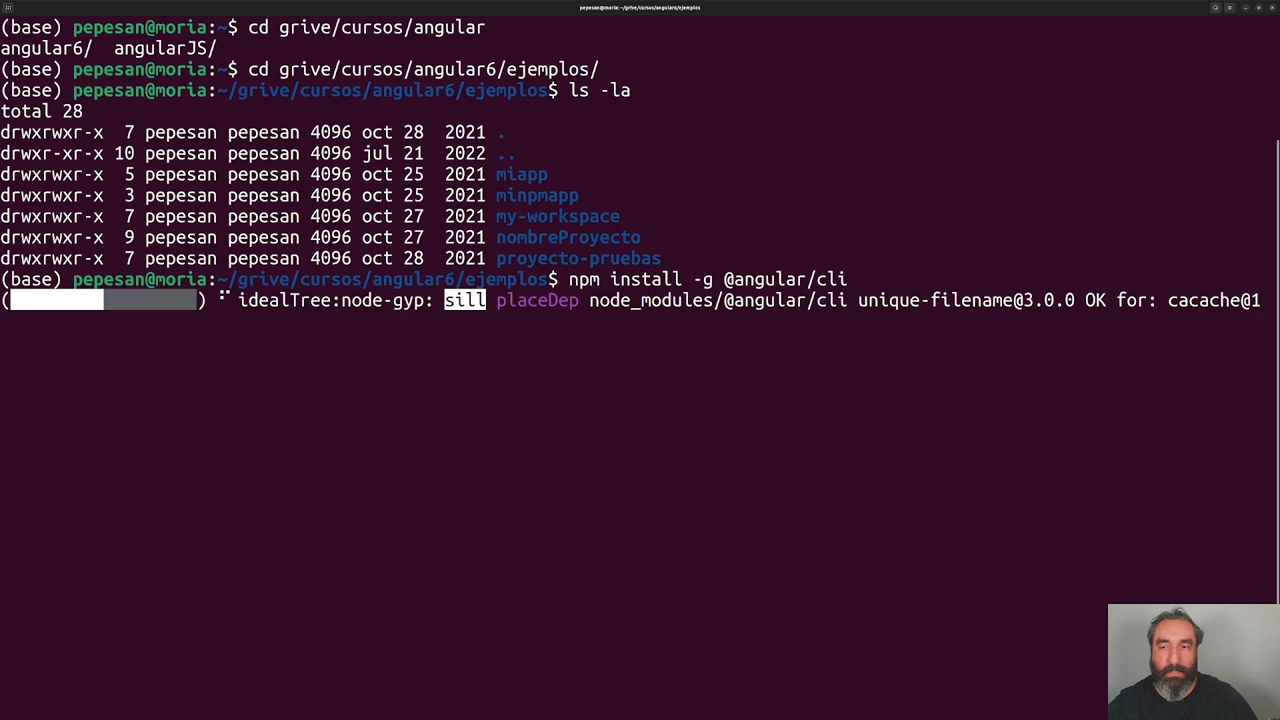 pepesan@moria: ~/grive/cursos/angular6/ejemplos
(base) pepesan@moria:~$ cd grive/cursos/angular
angular6/  angularJS/
(base) pepesan@moria:~$ cd grive/cursos/angular6/ejemplos/
(base) pepesan@moria:~/grive/cursos/angular6/ejemplos$ ls -la
total 28
drwxrwxr-x  7 pepesan pepesan 4096 oct 28  2021 .
drwxr-xr-x 10 pepesan pepesan 4096 jul 21  2022 ..
drwxrwxr-x  5 pepesan pepesan 4096 oct 25  2021 miapp
drwxrwxr-x  3 pepesan pepesan 4096 oct 25  2021 minpmapp
drwxrwxr-x  7 pepesan pepesan 4096 oct 27  2021 my-workspace
drwxrwxr-x  9 pepesan pepesan 4096 oct 27  2021 nombreProyecto
drwxrwxr-x  7 pepesan pepesan 4096 oct 28  2021 proyecto-pruebas
(base) pepesan@moria:~/grive/cursos/angular6/ejemplos$ npm install -g @angular/cli
(                  ) ⠋ idealTree:node-gyp: sill placeDep node_modules/@angular/cli unique-filename@3.0.0 OK for: cacache@1